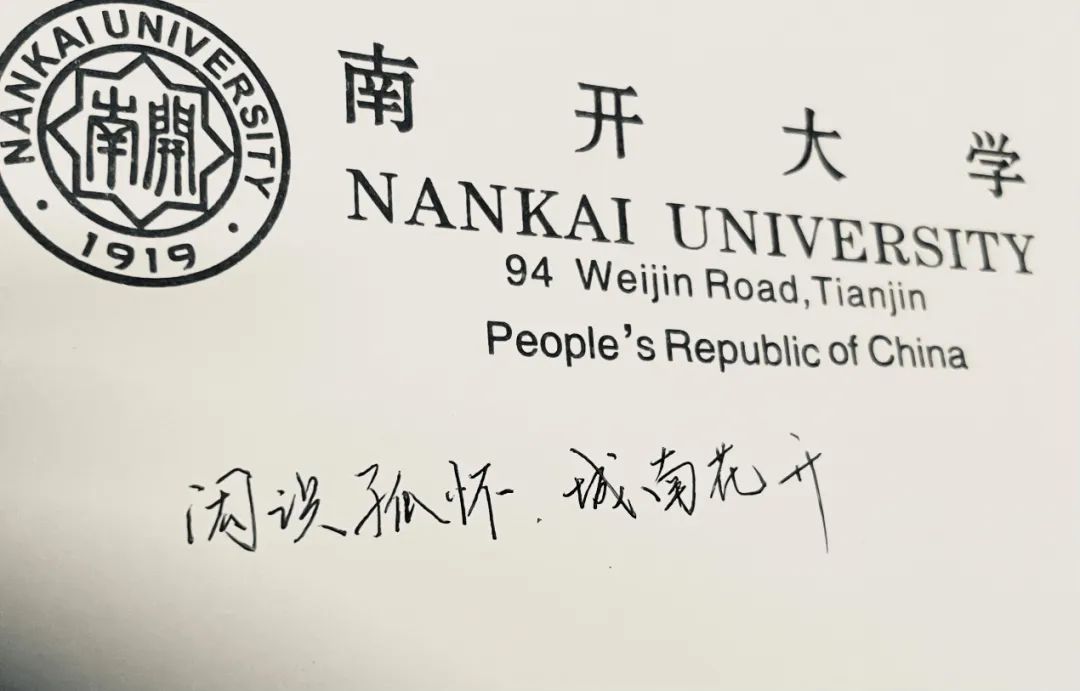 NANKAI UNIVERSITY
南開
1919
南开大学
NANKAI UNIVERSITY
94 Weijin Road,Tianjin
People's Republic of China
误孤怀.城南花开